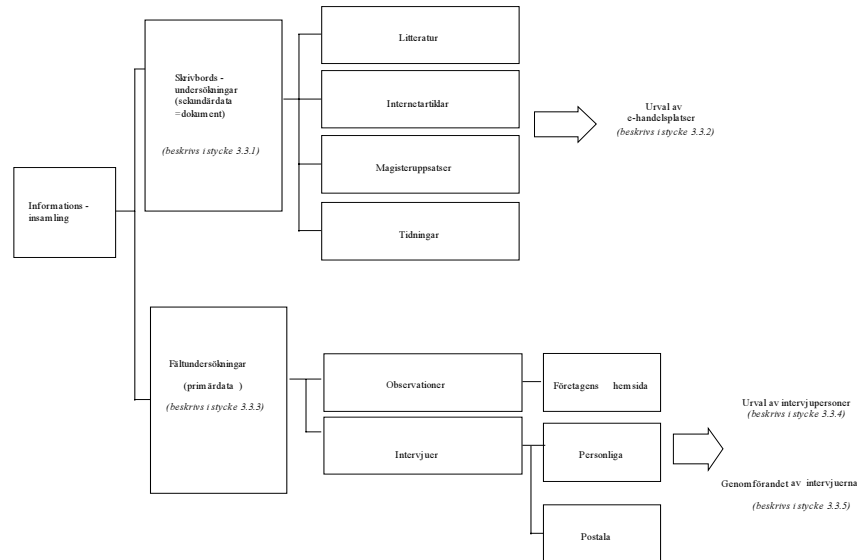 Informations -
insamling
Skrivbords -
undersökningar
(sekundärdata
=dokument)
(beskrivs i stycke 3.3.1)
Litteratur
Internetartiklar
Magisteruppsatser
Tidningar
Urval av
e-handelsplatser
(beskrivs i stycke 3.3.2)
Fältundersökningar
(primärdata )
(beskrivs i stycke 3.3.3)
Observationer
Intervjuer
Företagens hemsida
Personliga
Postala
Urval av intervjupersoner
(beskrivs i stycke 3.3.4)
Genomförandet av intervjuerna
(beskrivs i stycke 3.3.5)